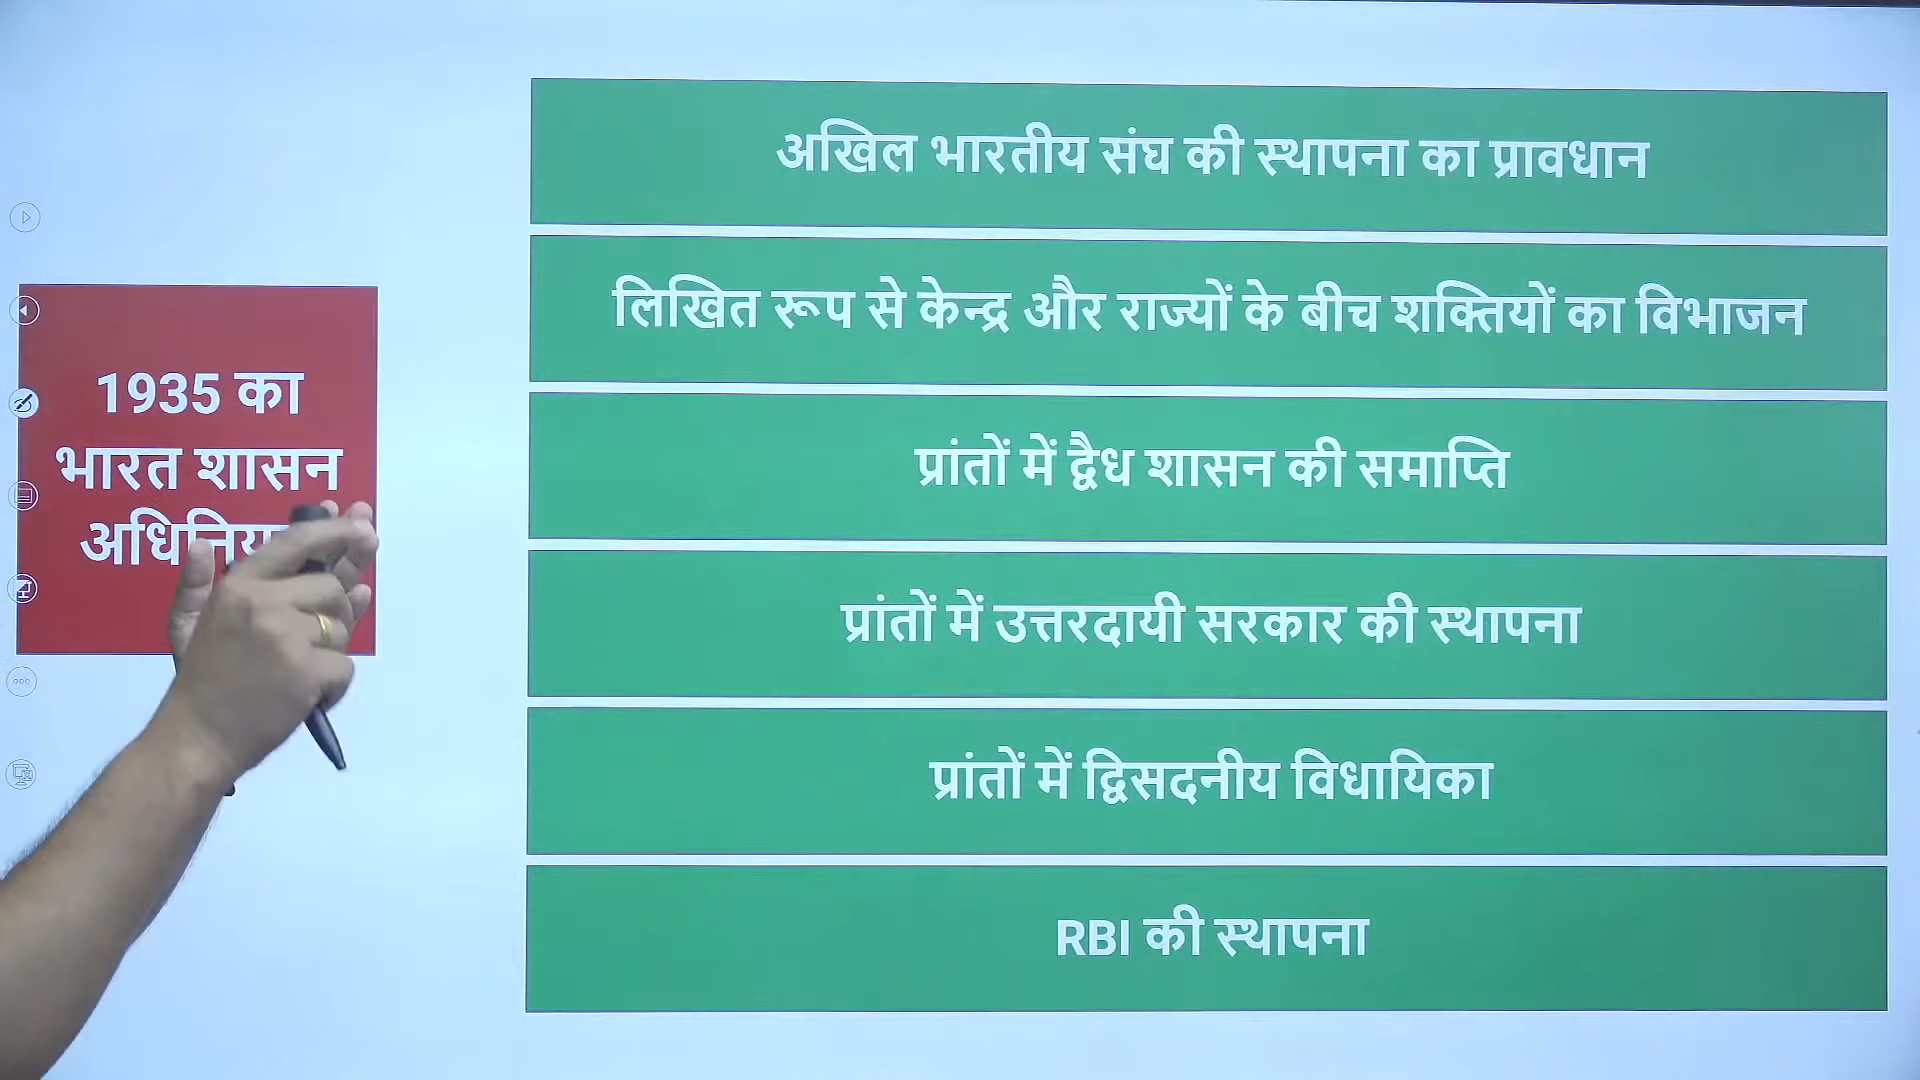 1935 का
भारत शासन
अखिल भारतीय संघ की स्थापना का प्रावधान
लिखित रूप से केन्द्र और राज्यों के बीच शक्तियों का विभाजन
प्रांतों में द्वैध शासन की समाप्ति
प्रांतों में उत्तरदायी सरकार की स्थापना
प्रांतों में द्विसदनीय विधायिका
RBI की स्थापना